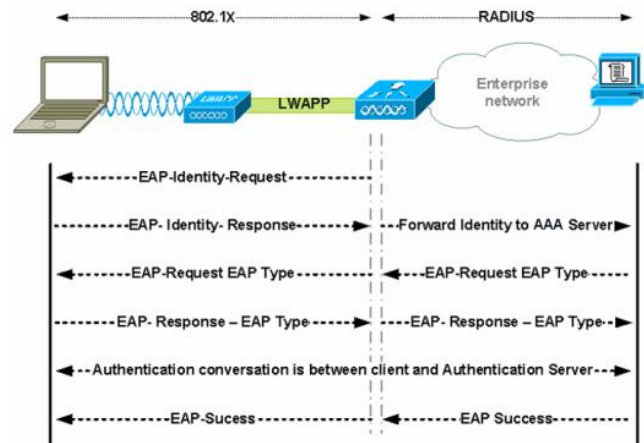 802.1X
RADIUS
LWAPP
LWAPP
Enterprise
network
EAP-Identity-Request
EAP- Identity- Response
Forward Identity to AAA Server
EAP-Request EAP Type
EAP-Request EAP Type
EAP- Response – EAP Type
EAP- Response – EAP Type
Authentication conversation is between client and Authentication Server
EAP-Sucess
EAP Success